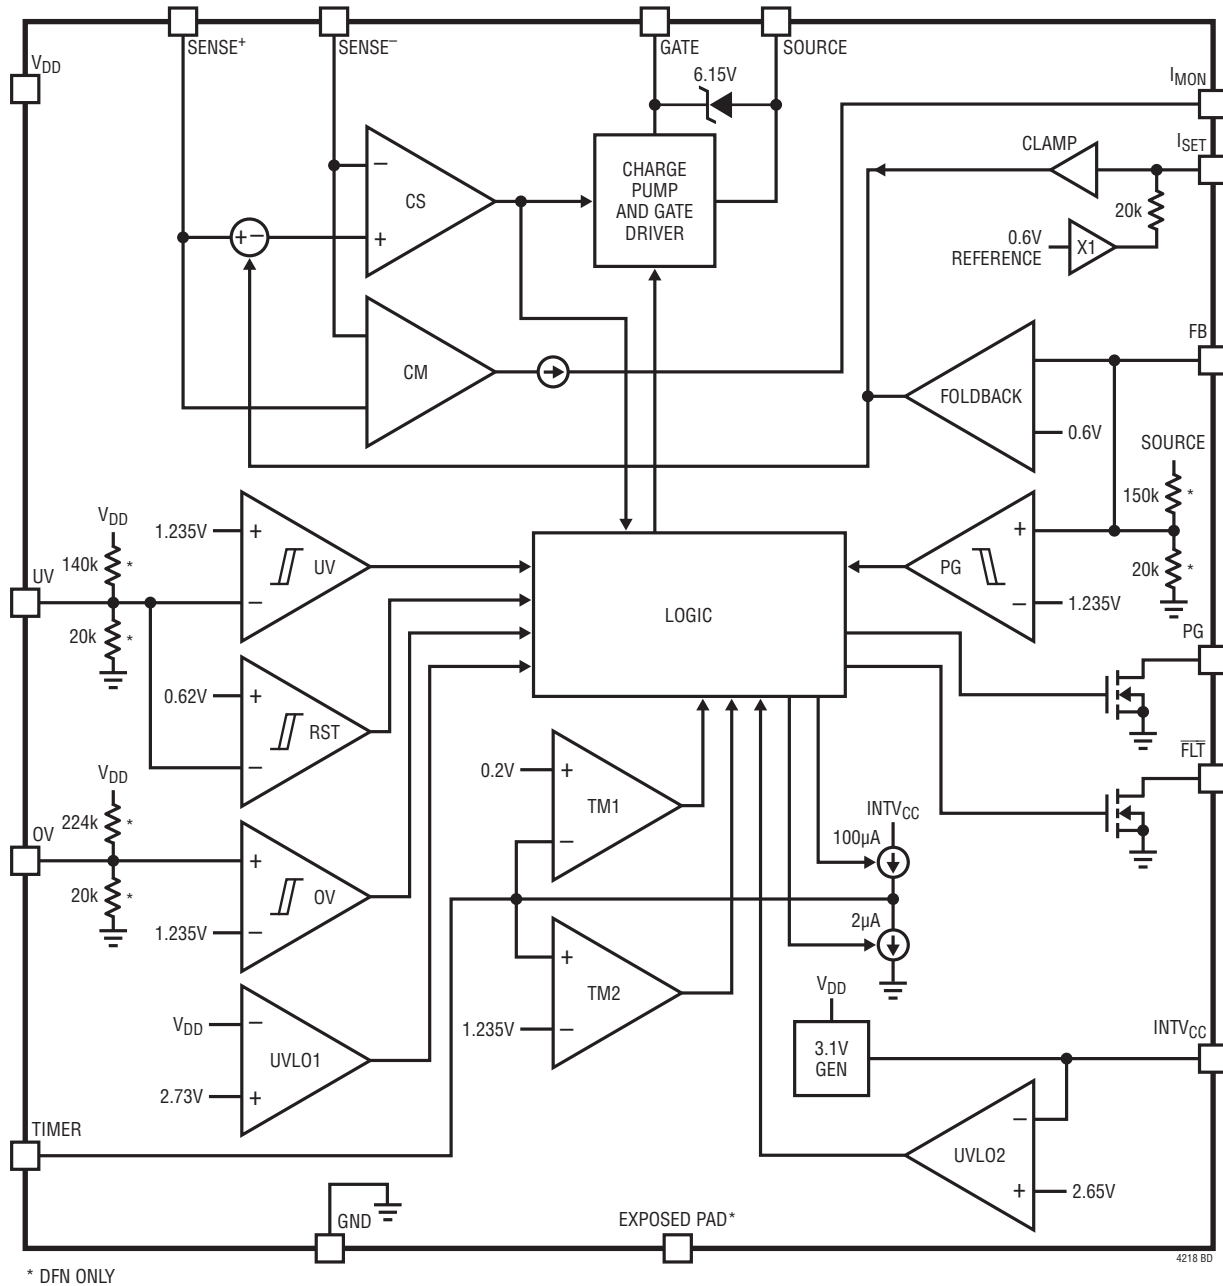 SENSE+
SENSE–
GATE
SOURCE
VDD
6.15V
IMON
CLAMP
ISET
CHARGE
PUMP
AND GATE
DRIVER
CS
+
–
+ –
20k
0.6V
REFERENCE
X1
FB
CM
FOLDBACK
0.6V
SOURCE
150k *
20k *
VDD
140k *
UV
20k *
1.235V
+
UV
–
LOGIC
+
PG
–
1.235V
PG
0.62V
+
RST
–
FLT
VDD
224k *
OV
20k *
+
OV
1.235V
–
0.2V
+
TM1
–
INTVCC
100µA
2µA
+
TM2
1.235V
–
VDD
–
UVLO1
2.73V
+
VDD
3.1V
GEN
INTVCC
–
UVLO2
+
2.65V
TIMER
GND
EXPOSED PAD*
4218 BD
* DFN ONLY